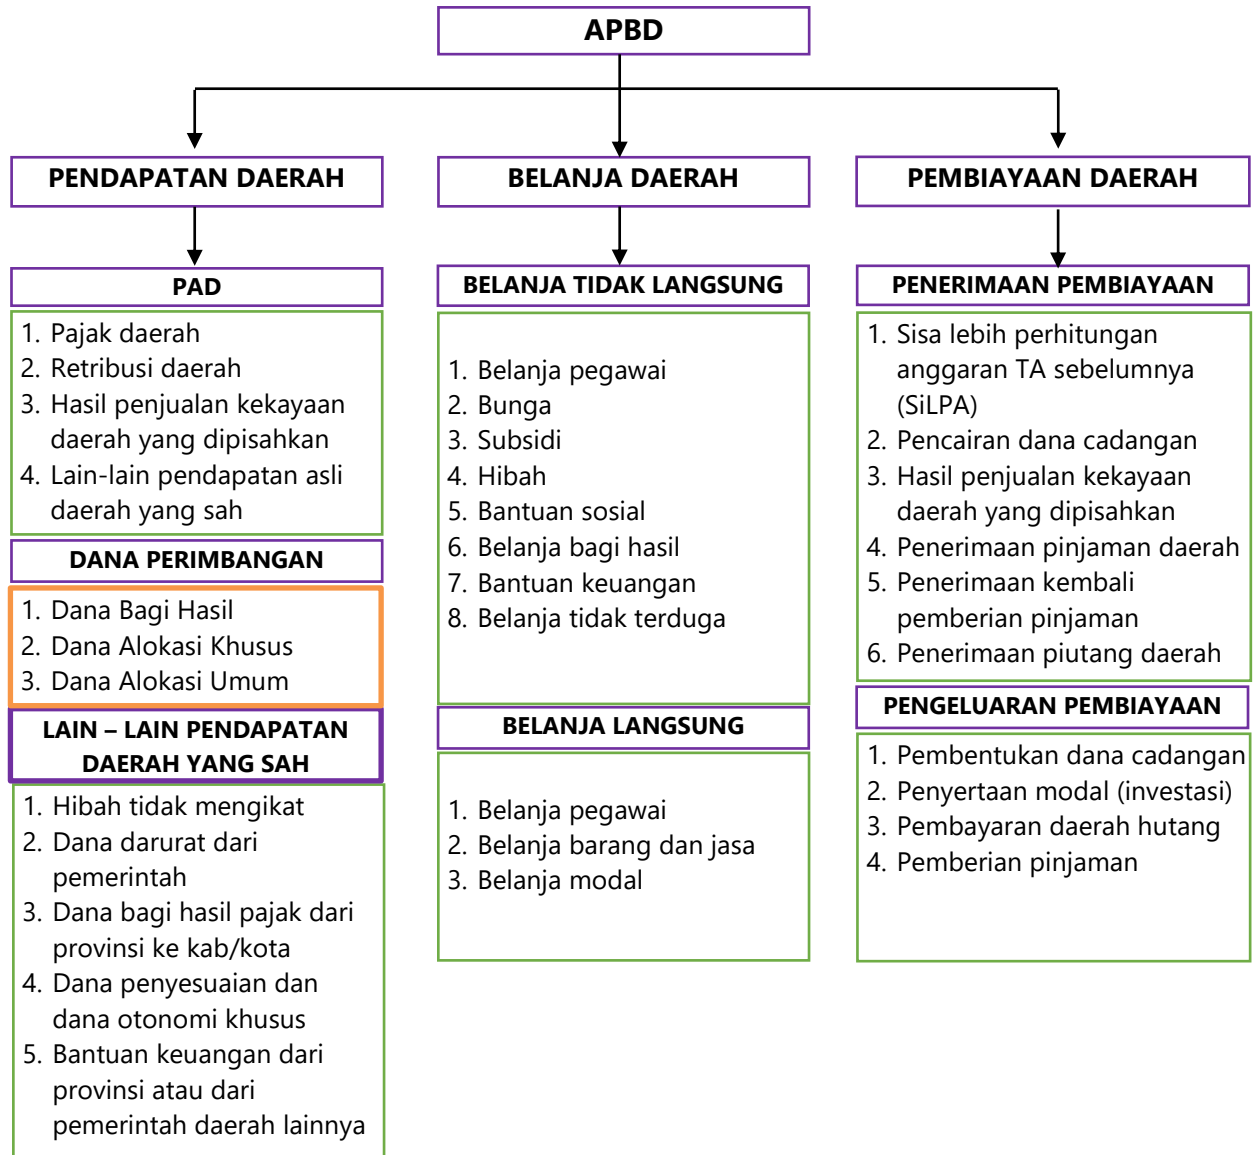 APBD
PENDAPATAN DAERAH
PAD
1. Pajak daerah
2. Retribusi daerah
3. Hasil penjualan kekayaan
daerah yang dipisahkan
4. Lain-lain pendapatan asli
daerah yang sah
DANA PERIMBANGAN
1. Dana Bagi Hasil
2. Dana Alokasi Khusus
3. Dana Alokasi Umum
LAIN – LAIN PENDAPATAN
DAERAH YANG SAH
1. Hibah tidak mengikat
2. Dana darurat dari
pemerintah
3. Dana bagi hasil pajak dari
provinsi ke kab/kota
4. Dana penyesuaian dan
dana otonomi khusus
5. Bantuan keuangan dari
provinsi atau dari
pemerintah daerah lainnya
BELANJA DAERAH
BELANJA TIDAK LANGSUNG
1. Belanja pegawai
2. Bunga
3. Subsidi
4. Hibah
5. Bantuan sosial
6. Belanja bagi hasil
7. Bantuan keuangan
8. Belanja tidak terduga
BELANJA LANGSUNG
1. Belanja pegawai
2. Belanja barang dan jasa
3. Belanja modal
PEMBIAYAAN DAERAH
PENERIMAAN PEMBIAYAAN
1. Sisa lebih perhitungan
anggaran TA sebelumnya
(SiLPA)
2. Pencairan dana cadangan
3. Hasil penjualan kekayaan
daerah yang dipisahkan
4. Penerimaan pinjaman daerah
5. Penerimaan kembali
pemberian pinjaman
6. Penerimaan piutang daerah
PENGELUARAN PEMBIAYAAN
1. Pembentukan dana cadangan
2. Penyertaan modal (investasi)
3. Pembayaran daerah hutang
4. Pemberian pinjaman